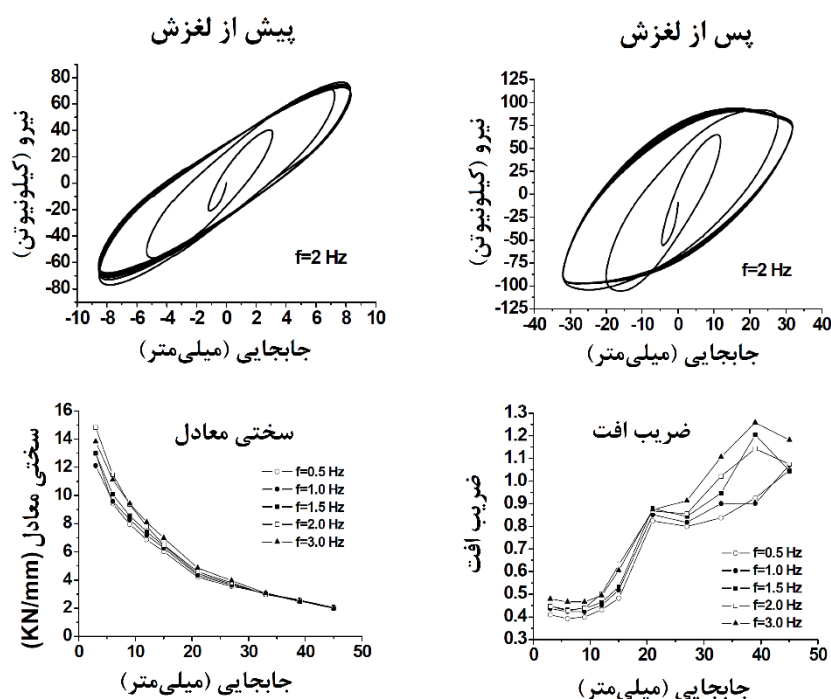 پیش از لغزش
نیرو (کیلونیوتن)
80
60
40
20
0
-20
-40
-60
-80
f=2 Hz
-10 -8 -6 -4 -2 0 2 4 6 8 10
جابجایی (میلی‌متر)
پس از لغزش
نیرو (کیلونیوتن)
125
100
75
50
25
0
-25
-50
-75
-100
-125
f=2 Hz
-40 -30 -20 -10 0 10 20 30 40
جابجایی (میلی‌متر)
سختی معادل
سختی معادل (KN/mm)
16
14
12
10
8
6
4
2
0
f=0.5 Hz
f=1.0 Hz
f=1.5 Hz
f=2.0 Hz
f=3.0 Hz
0 10 20 30 40 50
جابجایی (میلی‌متر)
ضریب افت
ضریب افت
1.3
1.2
1.1
1.0
0.9
0.8
0.7
0.6
0.5
0.4
0.3
f=0.5 Hz
f=1.0 Hz
f=1.5 Hz
f=2.0 Hz
f=3.0 Hz
0 10 20 30 40 50
جابجایی (میلی‌متر)